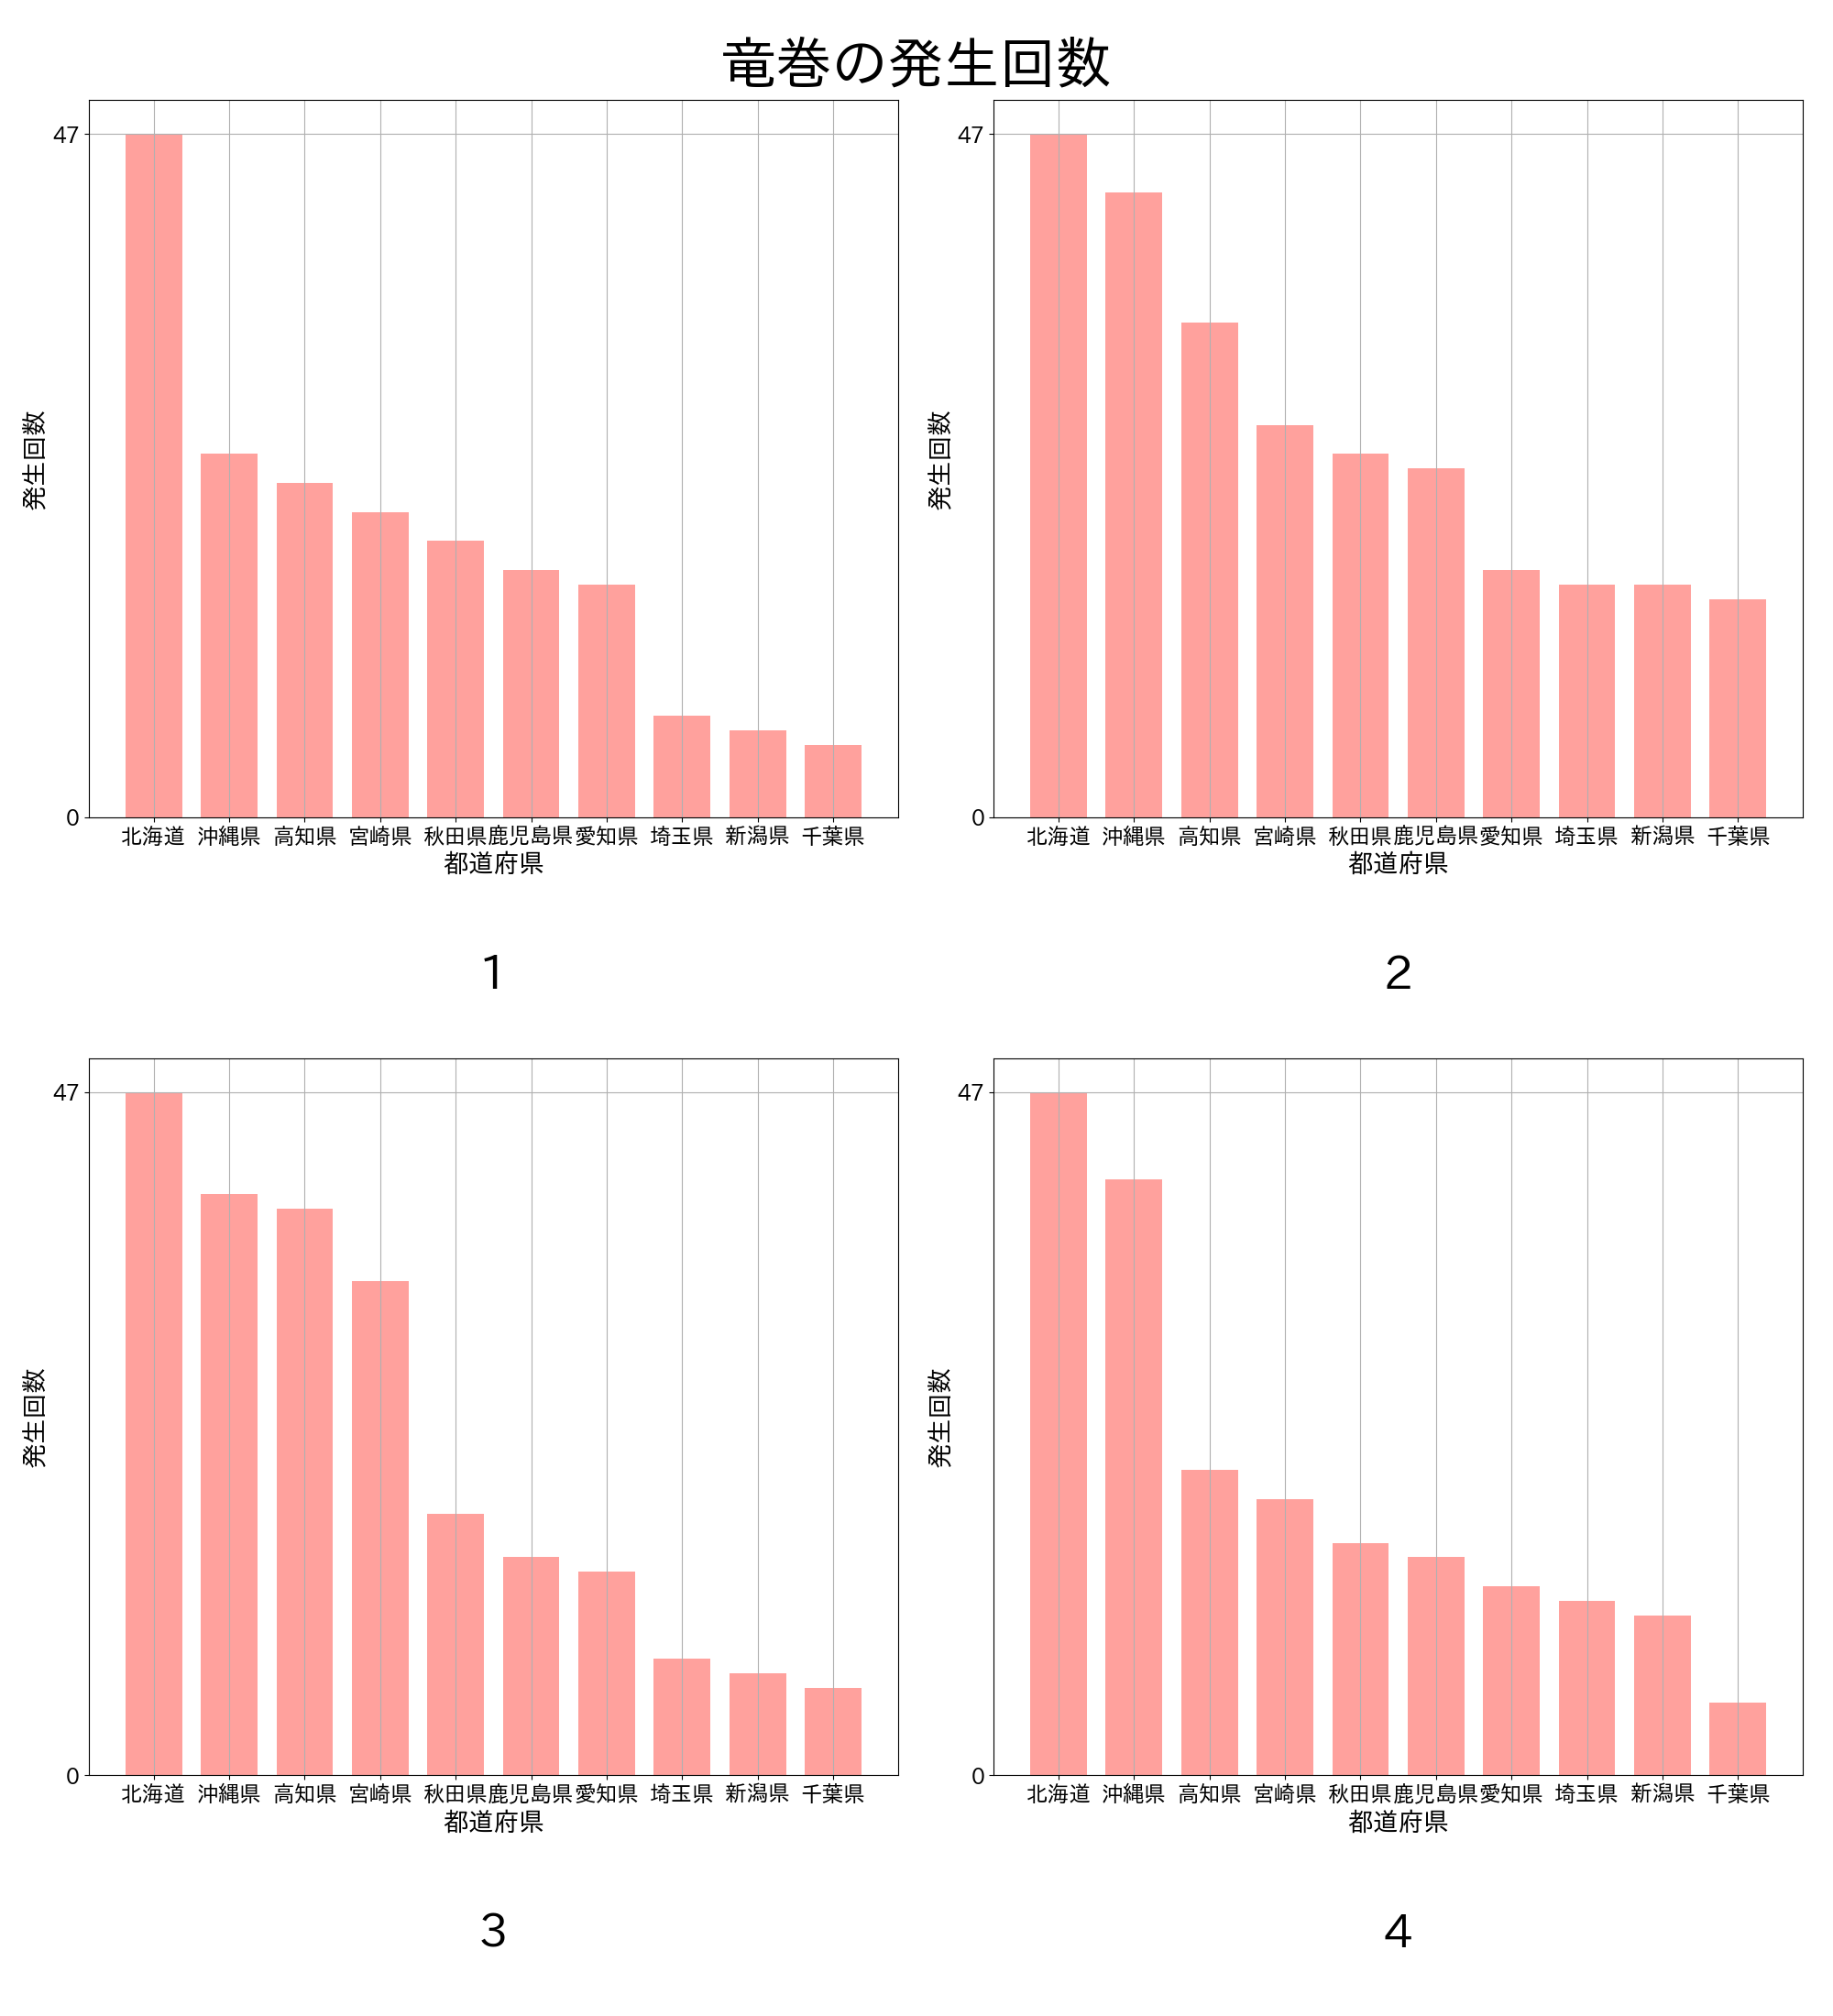 竜巻の発生回数
47
0
発生回数
北海道 沖縄県 高知県 宮崎県 秋田県 鹿児島県 愛知県 埼玉県 新潟県 千葉県
都道府県
1
47
0
発生回数
北海道 沖縄県 高知県 宮崎県 秋田県 鹿児島県 愛知県 埼玉県 新潟県 千葉県
都道府県
2
47
0
発生回数
北海道 沖縄県 高知県 宮崎県 秋田県 鹿児島県 愛知県 埼玉県 新潟県 千葉県
都道府県
3
47
0
発生回数
北海道 沖縄県 高知県 宮崎県 秋田県 鹿児島県 愛知県 埼玉県 新潟県 千葉県
都道府県
4